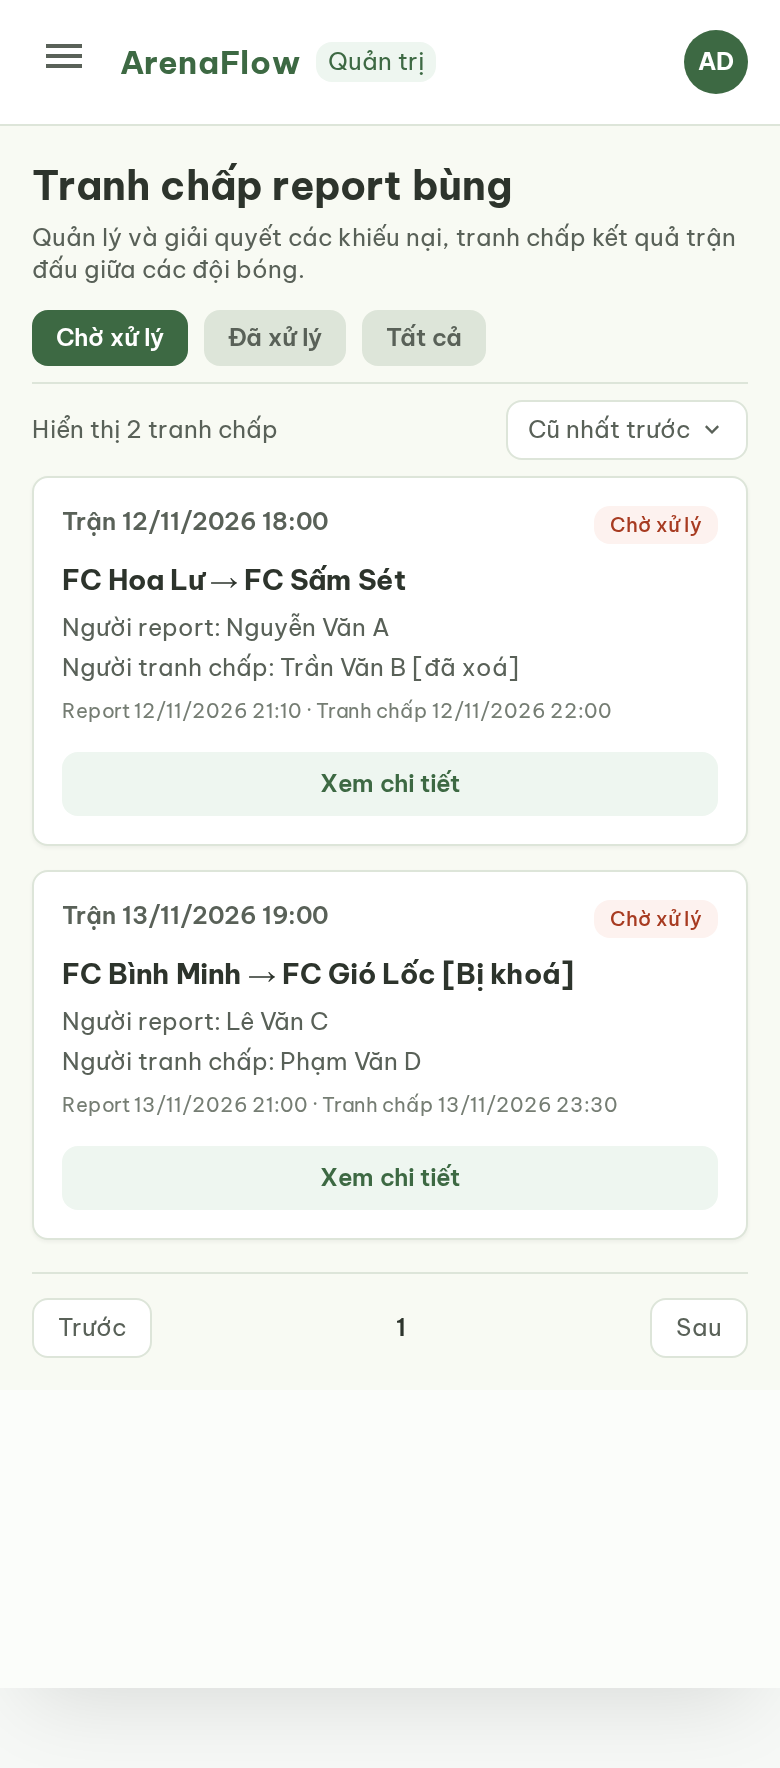 ArenaFlow Quản trị AD
Tranh chấp report bùng
Quản lý và giải quyết các khiếu nại, tranh chấp kết quả trận
đấu giữa các đội bóng.
Chờ xử lý Đã xử lý Tất cả
Hiển thị 2 tranh chấp Cũ nhất trước
Trận 12/11/2026 18:00 Chờ xử lý
FC Hoa Lư → FC Sấm Sét
Người report: Nguyễn Văn A
Người tranh chấp: Trần Văn B [đã xoá]
Report 12/11/2026 21:10 · Tranh chấp 12/11/2026 22:00
Xem chi tiết
Trận 13/11/2026 19:00 Chờ xử lý
FC Bình Minh → FC Gió Lốc [Bị khoá]
Người report: Lê Văn C
Người tranh chấp: Phạm Văn D
Report 13/11/2026 21:00 · Tranh chấp 13/11/2026 23:30
Xem chi tiết
Trước 1 Sau